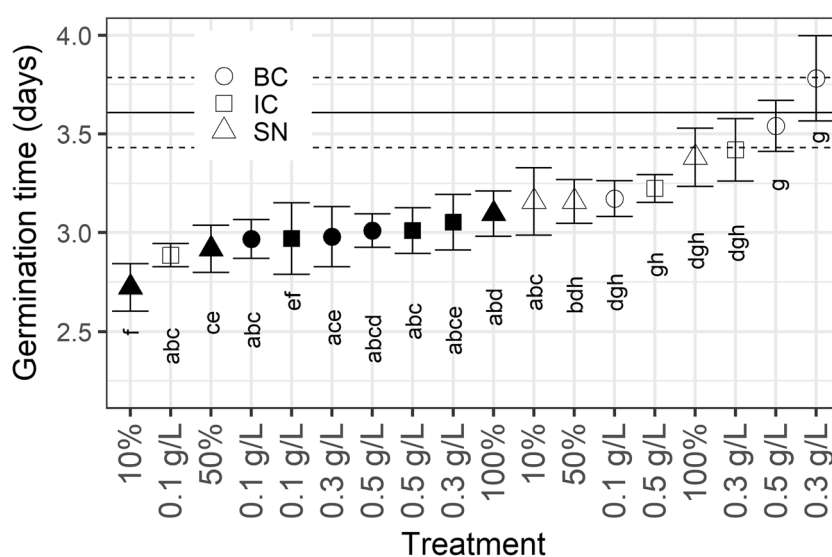 Germination time (days)
4.0
3.5
3.0
2.5
BC
IC
SN
f
abc
ce
abc
ef
ace
abcd
abc
abce
abd
abc
bdh
dgh
gh
dgh
dgh
g
g
10%
0.1 g/L
50%
0.1 g/L
0.1 g/L
0.3 g/L
0.5 g/L
0.5 g/L
0.3 g/L
100%
10%
50%
0.1 g/L
0.5 g/L
100%
0.3 g/L
0.5 g/L
0.3 g/L
Treatment